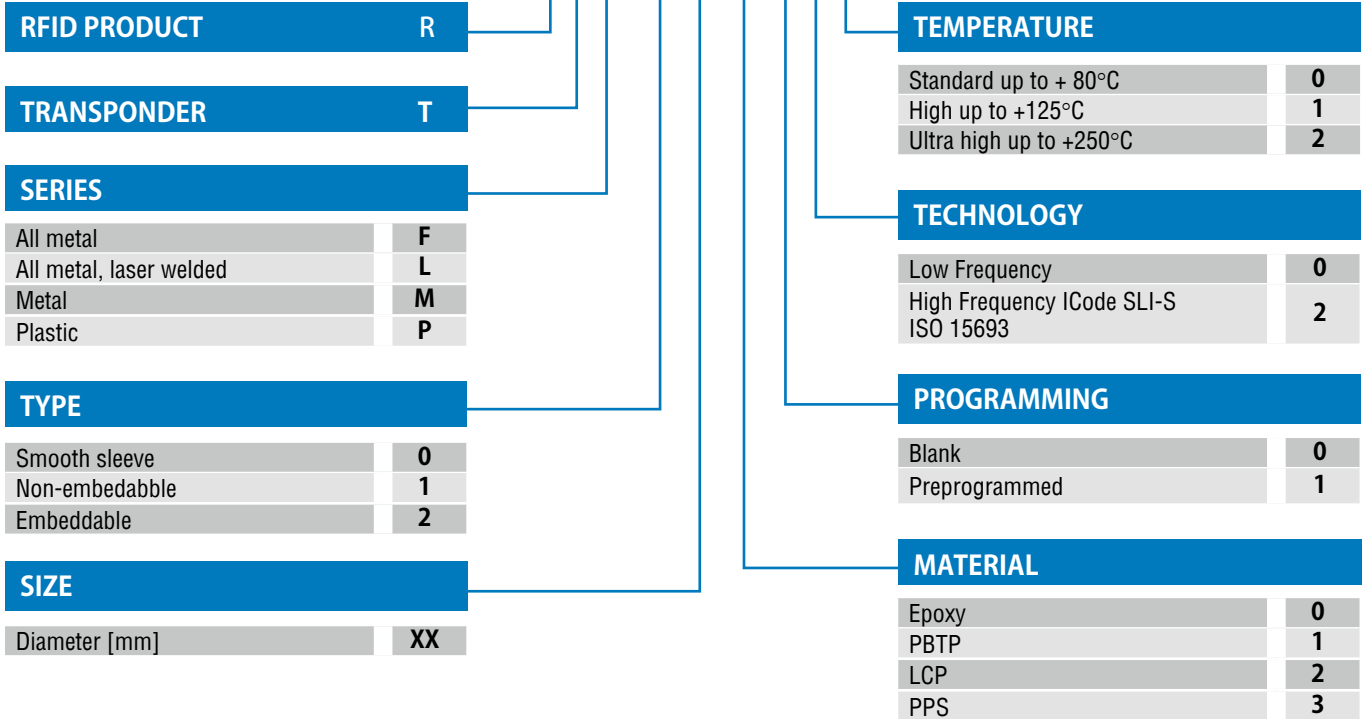 RFID PRODUCT R
TRANSPONDER T
SERIES
All metal F
All metal, laser welded L
Metal M
Plastic P
TYPE
Smooth sleeve 0
Non-embedabble 1
Embeddable 2
SIZE
Diameter [mm] XX
TEMPERATURE
Standard up to + 80°C 0
High up to +125°C 1
Ultra high up to +250°C 2
TECHNOLOGY
Low Frequency 0
High Frequency ICode SLI-S
ISO 15693 2
PROGRAMMING
Blank 0
Preprogrammed 1
MATERIAL
Epoxy 0
PBTP 1
LCP 2
PPS 3